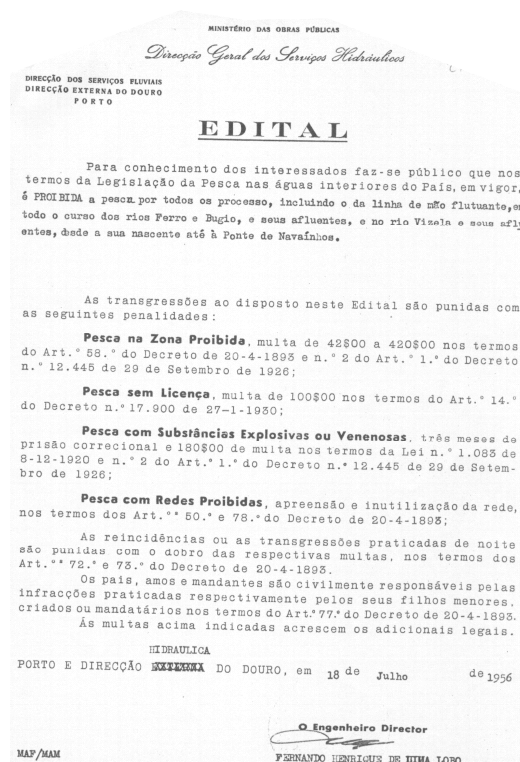 MINISTÉRIO DAS OBRAS PÚBLICAS
Direcção Geral dos Serviços Hidráulicos
DIRECÇÃO DOS SERVIÇOS FLUVIAIS
DIRECÇÃO EXTERNA DO DOURO
PORTO
EDITAL
Para conhecimento dos interessados faz-se público que nos
termos da Legislação da Pesca nas águas interiores do País, em vigor,
é PROIBIDA a pesca por todos os processo, incluindo o da linha de mão flutuante, em
todo o curso dos rios Ferro e Bugio, e seus afluentes, e no rio Vizela e seus aflu
entes, desde a sua nascente até à Ponte de Navaínhos.
As transgressões ao disposto neste Edital são punidas com
as seguintes penalidades:
Pesca na Zona Proibida, multa de 42$00 a 420$00 nos termos
do Art.º 58.º do Decreto de 20-4-1893 e n.º 2 do Art.º 1.º do Decreto
n.º 12.445 de 29 de Setembro de 1926;
Pesca sem Licença, multa de 100$00 nos termos do Art.º 14.º
do Decreto n.º 17.900 de 27-1-1930;
Pesca com Substâncias Explosivas ou Venenosas, três meses de
prisão correcional e 180$00 de multa nos termos da Lei n.º 1.083 de
8-12-1920 e n.º 2 do Art.º 1.º do Decreto n.º 12.445 de 29 de Setem-
bro de 1926;
Pesca com Redes Proibidas, apreensão e inutilização da rede,
nos termos dos Art.ºs 50.º e 78.º do Decreto de 20-4-1893;
As reincidências ou as transgressões praticadas de noite
são punidas com o dobro das respectivas multas, nos termos dos
Art.ºs 72.º e 73.º do Decreto de 20-4-1893.
Os pais, amos e mandantes são civilmente responsáveis pelas
infracções praticadas respectivamente pelos seus filhos menores,
criados ou mandatários nos termos do Art.º 77.º do Decreto de 20-4-1893.
Ás multas acima indicadas acrescem os adicionais legais.
HIDRAULICA
PORTO E DIRECÇÃO EXTERNA DO DOURO, em 18 de Julho de 1956
O Engenheiro Director
MAF/MAM
FERNANDO HENRIQUE DE LOBO